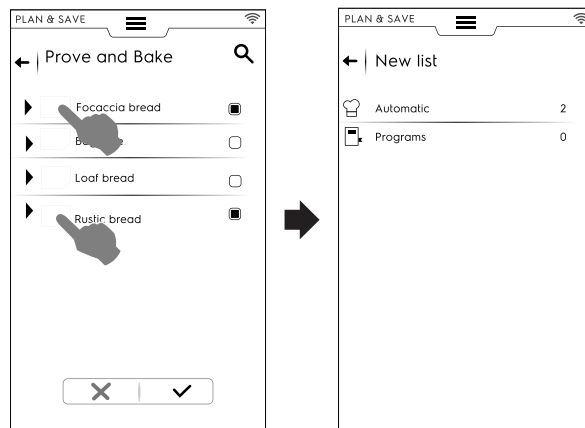 PLAN & SAVE
Prove and Bake
Focaccia bread
Loaf bread
Rustic bread
PLAN & SAVE
New list
Automatic 2
Programs 0